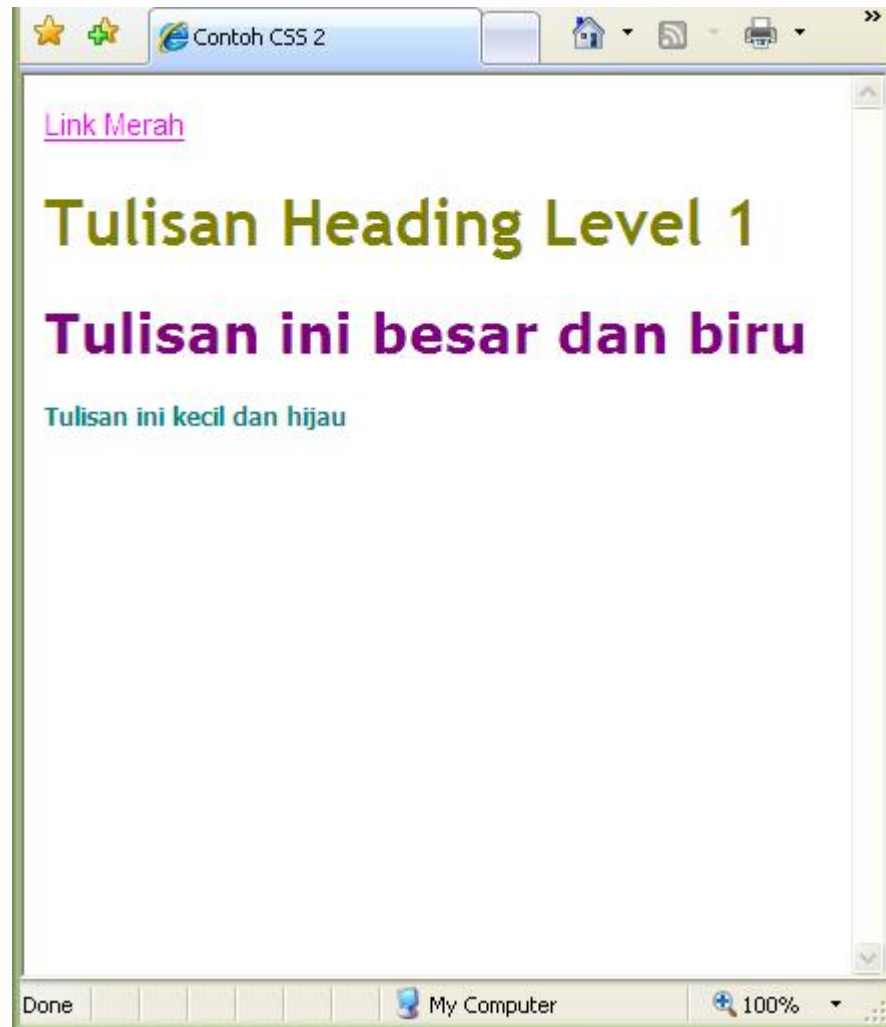 Contoh CSS 2
»
Link Merah
Tulisan Heading Level 1
Tulisan ini besar dan biru
Tulisan ini kecil dan hijau
Done
My Computer
100%